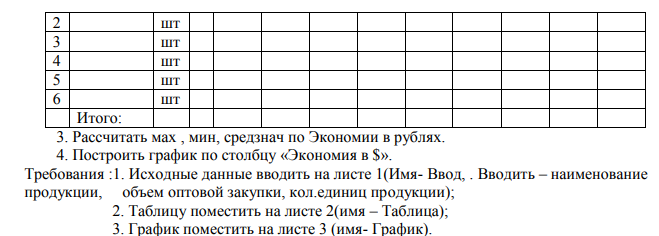 2 шт
3 шт
4 шт
5 шт
6 шт
Итого:
3. Рассчитать мах , мин, средзнач по Экономии в рублях.
4. Построить график по столбцу «Экономия в $».
Требования :1. Исходные данные вводить на листе 1(Имя- Ввод, . Вводить – наименование
продукции, объем оптовой закупки, кол.единиц продукции);
2. Таблицу поместить на листе 2(имя – Таблица);
3. График поместить на листе 3 (имя- График).